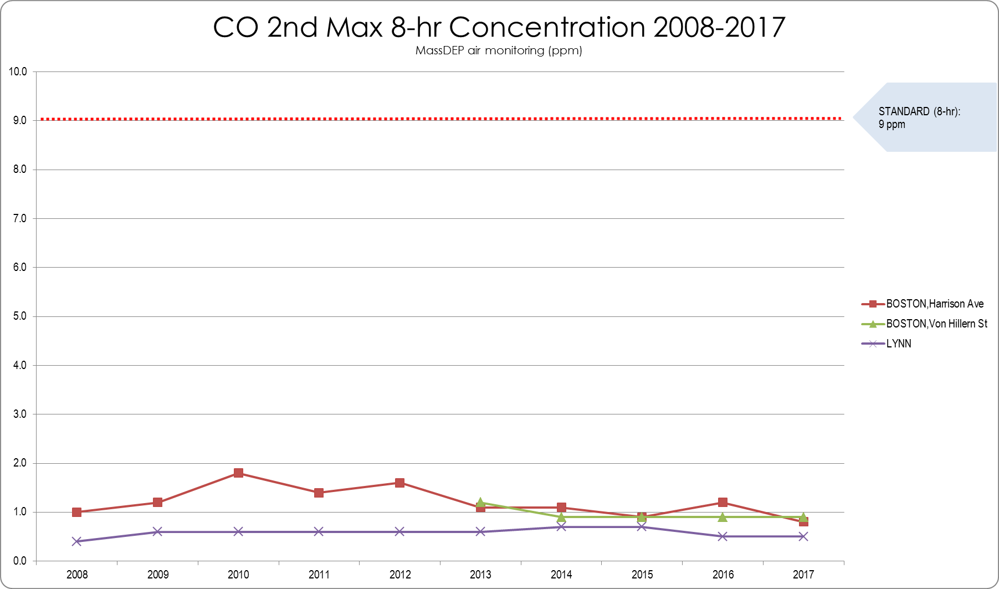 CO 2nd Max 8-hr Concentration 2008-2017
MassDEP air monitoring (ppm)
10.0
9.0
8.0
7.0
6.0
5.0
4.0
3.0
2.0
1.0
0.0
2008 2009 2010 2011 2012 2013 2014 2015 2016 2017
STANDARD (8-hr):
9 ppm
BOSTON,Harrison Ave
BOSTON,Von Hillern St
LYNN